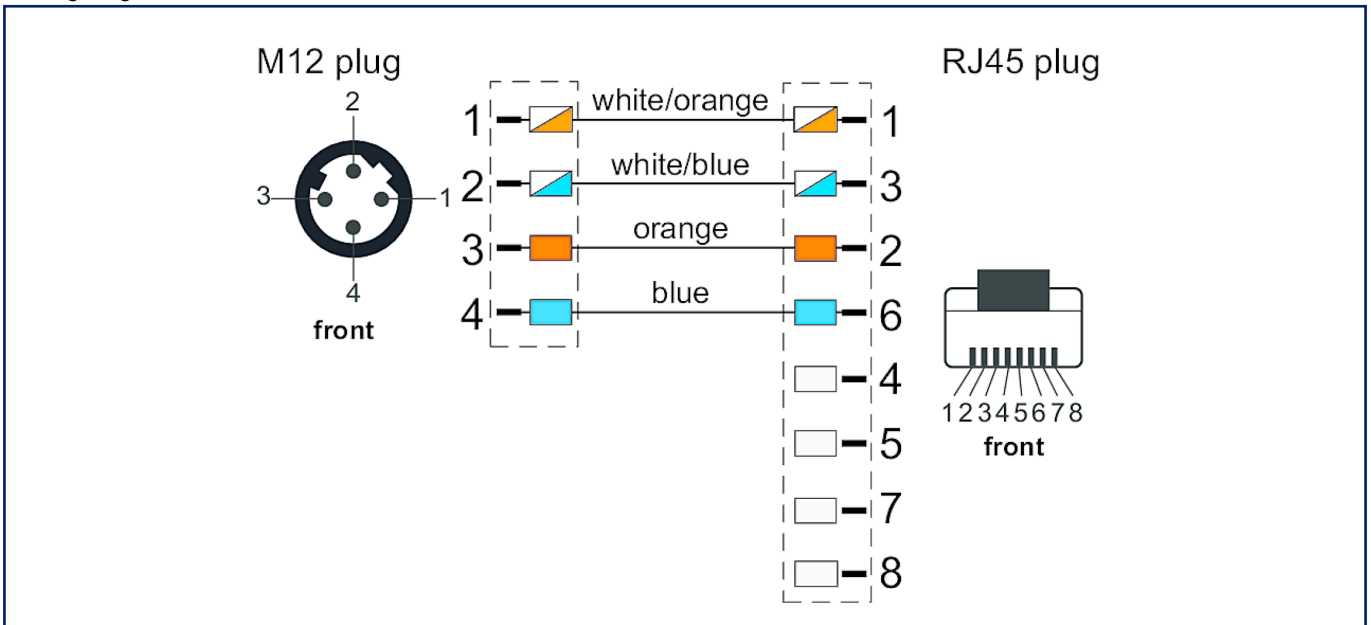 M12 plug
2
3
1
4
front
1 white/orange 1
2 white/blue 3
3 orange 2
4 blue 6
4
5
7
8
RJ45 plug
12345678
front